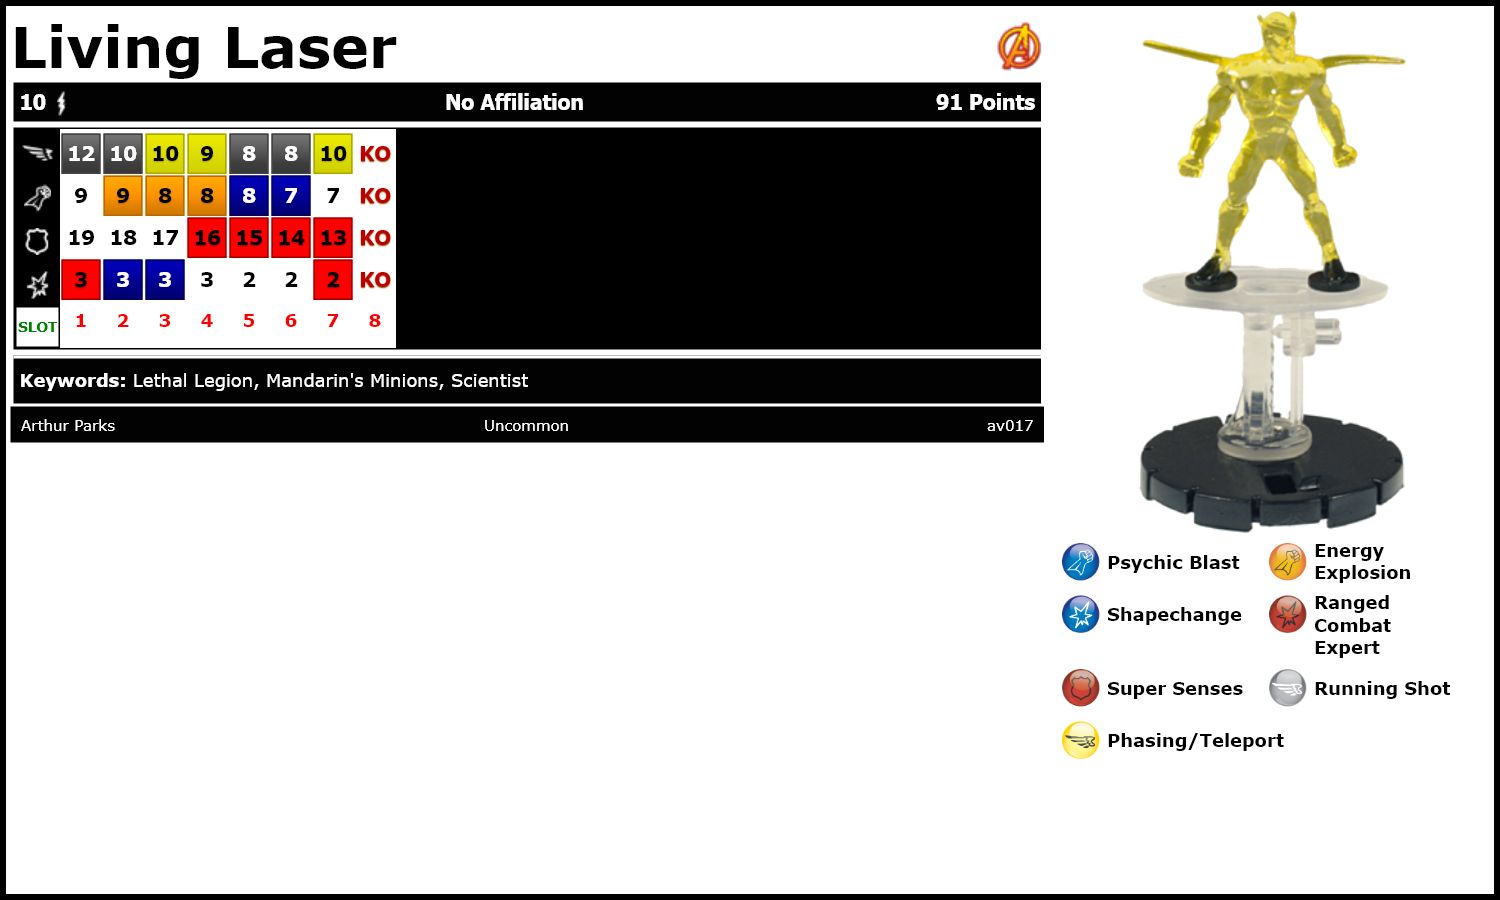 Living Laser
10 No Affiliation 91 Points
12 10 10 9 8 8 10 KO
9 9 8 8 8 7 7 KO
19 18 17 16 15 14 13 KO
3 3 3 3 2 2 2 KO
SLOT 1 2 3 4 5 6 7 8
Keywords: Lethal Legion, Mandarin's Minions, Scientist
Arthur Parks Uncommon av017
Psychic Blast
Energy
Explosion
Shapechange
Ranged
Combat
Expert
Super Senses
Running Shot
Phasing/Teleport